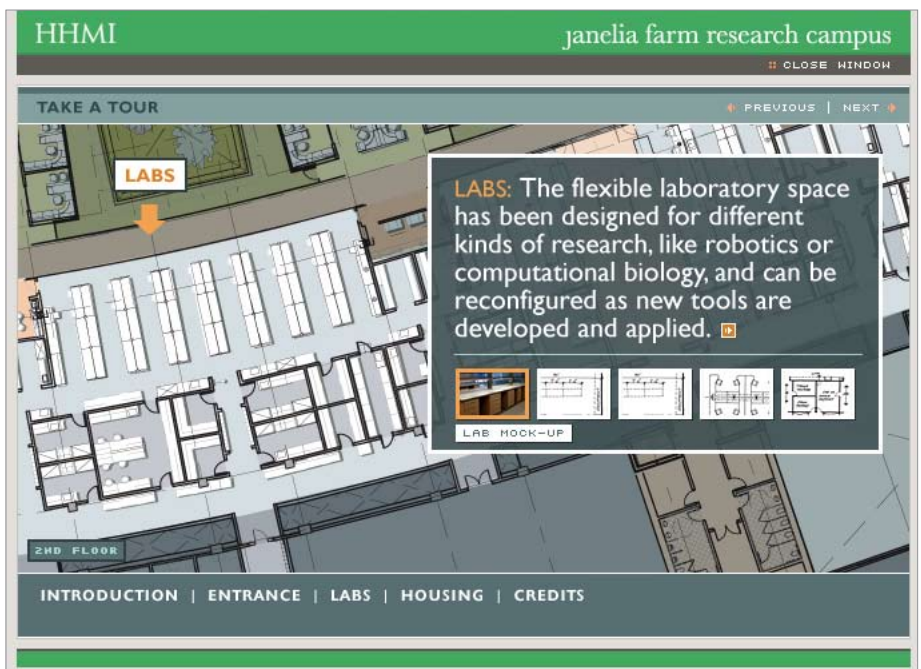 HHMI
janelia farm research campus
CLOSE WINDOW
TAKE A TOUR
PREVIOUS | NEXT
LABS
LABS: The flexible laboratory space
has been designed for different
kinds of research, like robotics or
computational biology, and can be
reconfigured as new tools are
developed and applied.
LAB MOCK-UP
2ND FLOOR
INTRODUCTION | ENTRANCE | LABS | HOUSING | CREDITS